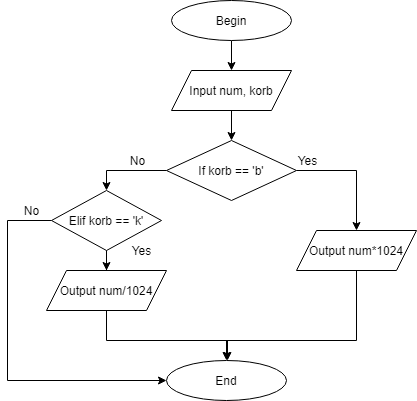 Begin
Input num, korb
If korb == 'b'
No
Yes
Elif korb == 'k'
No
Yes
Output num*1024
Output num/1024
End